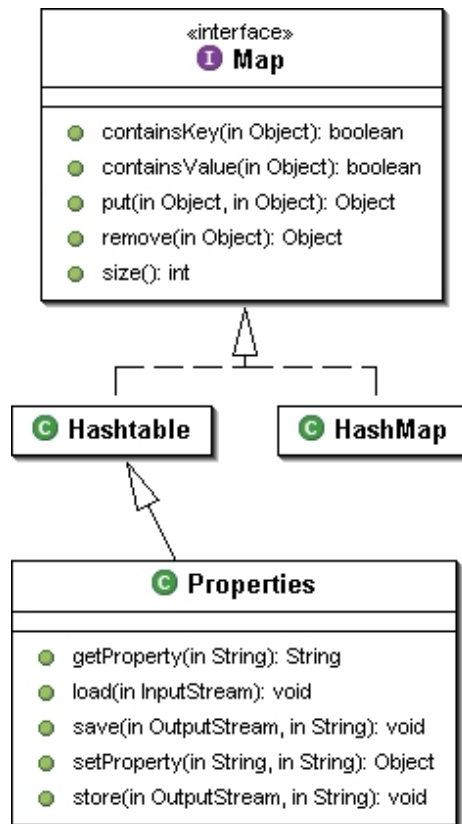 «interface»
I Map
containsKey(in Object): boolean
containsValue(in Object): boolean
put(in Object, in Object): Object
remove(in Object): Object
size(): int
C Hashtable
C HashMap
C Properties
getProperty(in String): String
load(in InputStream): void
save(in OutputStream, in String): void
setProperty(in String, in String): Object
store(in OutputStream, in String): void